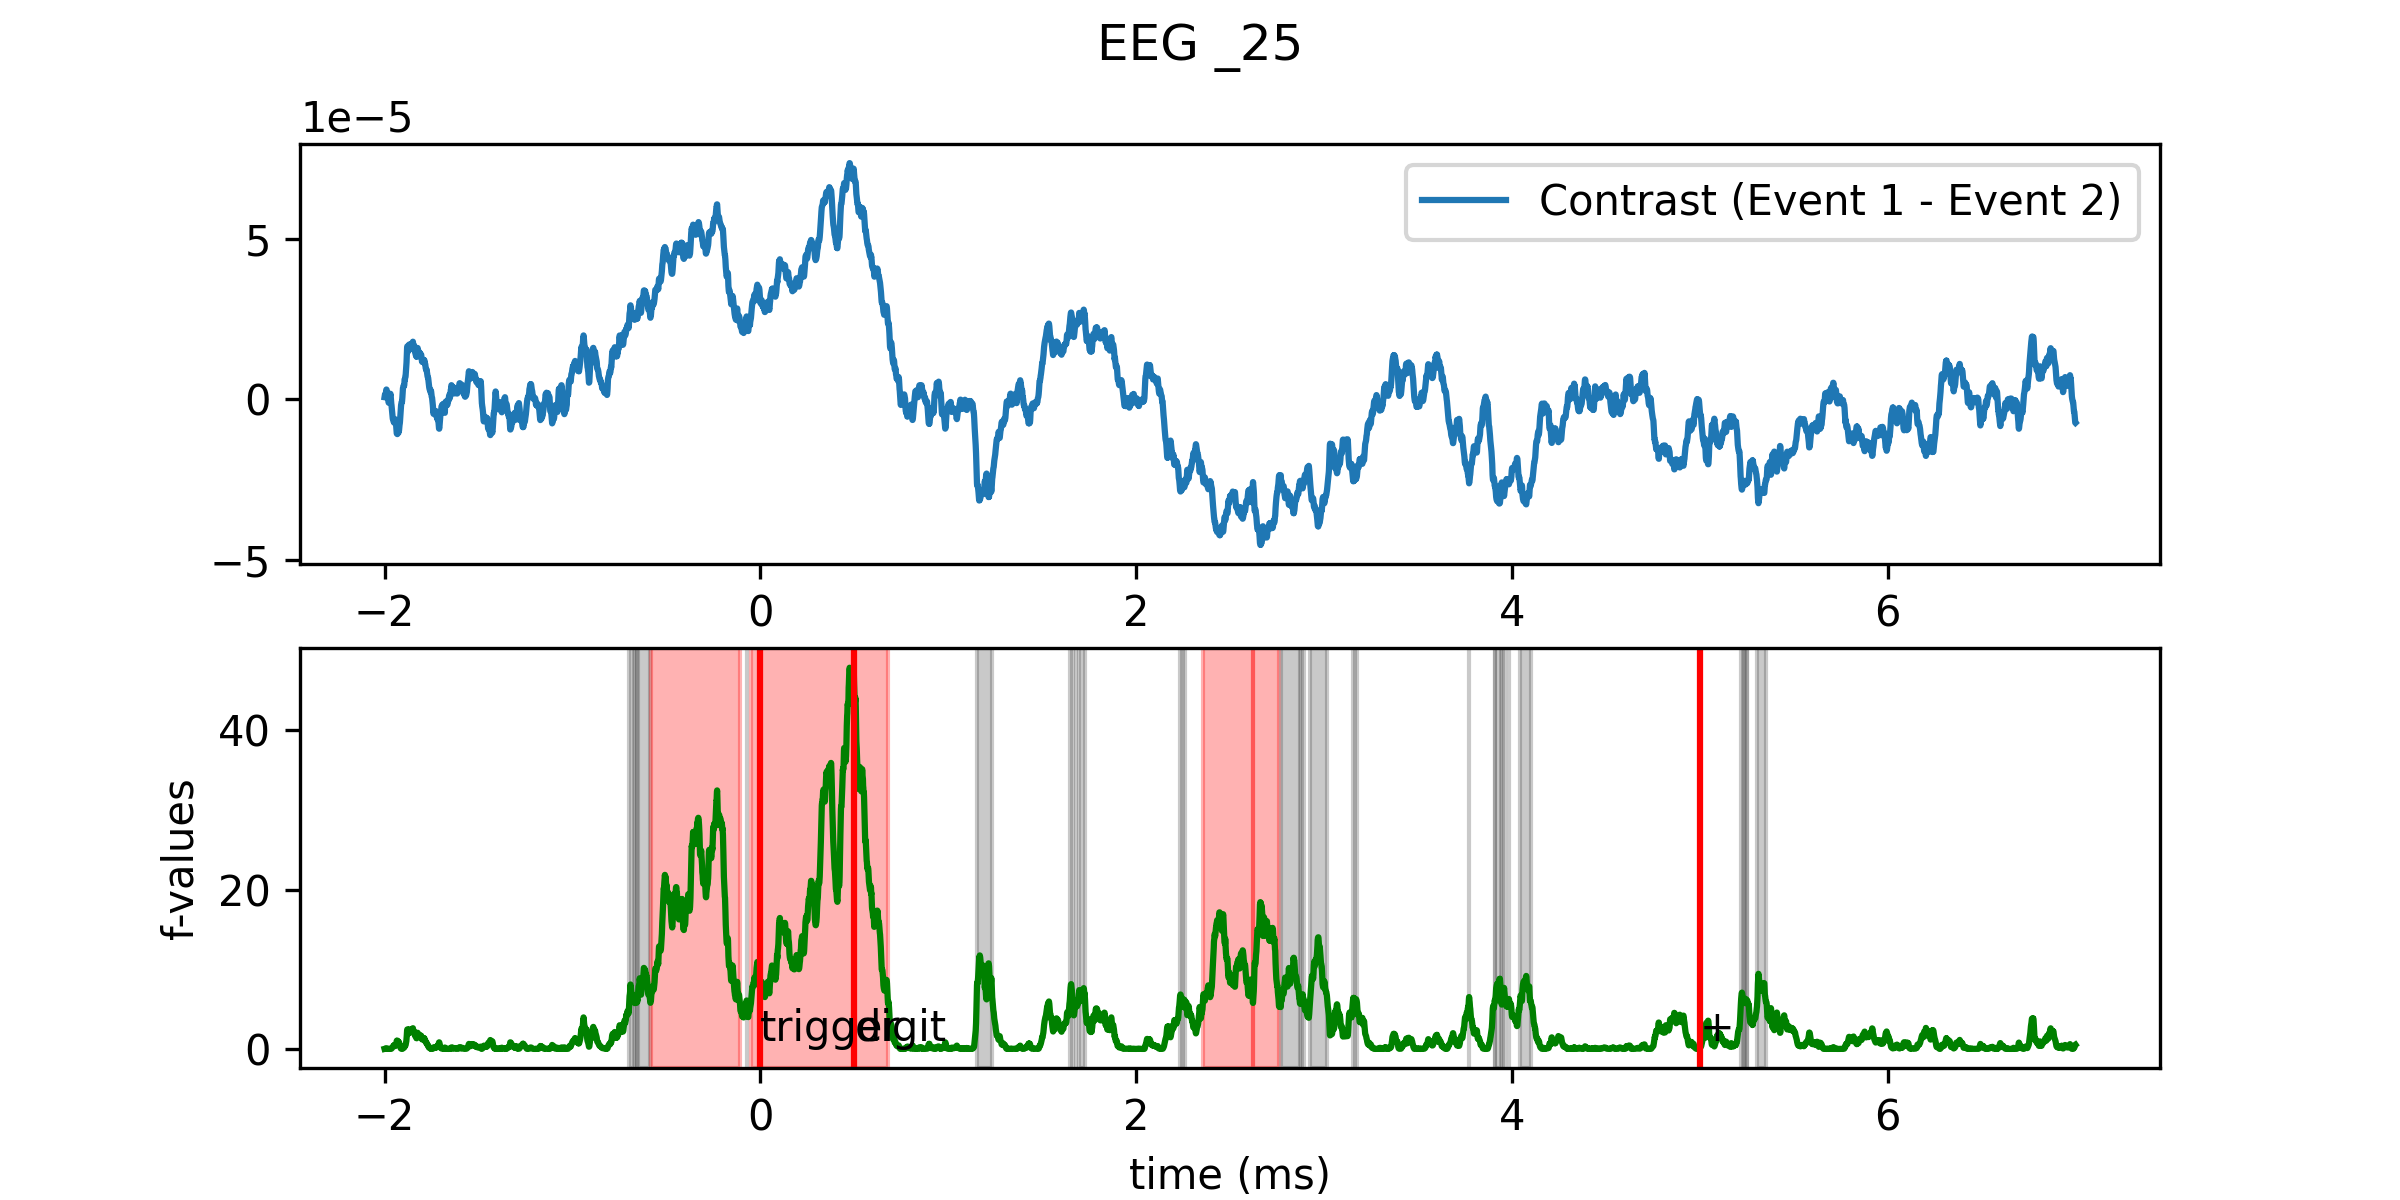 EEG _25
1e−5
Contrast (Event 1 - Event 2)
5
0
−5
−2 0 2 4 6
f-values
40
20
0
trigger
digit
+
−2 0 2 4 6
time (ms)